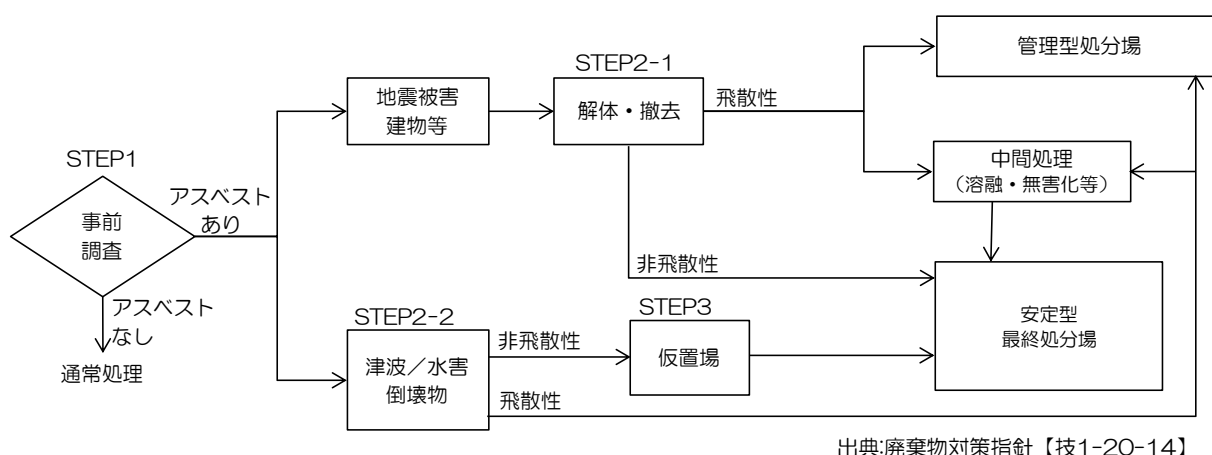 STEP1
事前
調査
アスベスト
あり
アスベスト
なし
通常処理
地震被害
建物等
STEP2-1
解体・撤去
飛散性
管理型処分場
中間処理
（溶融・無害化等）
非飛散性
STEP2-2
津波／水害
倒壊物
非飛散性
飛散性
STEP3
仮置場
安定型
最終処分場
出典:廃棄物対策指針【技1-20-14】